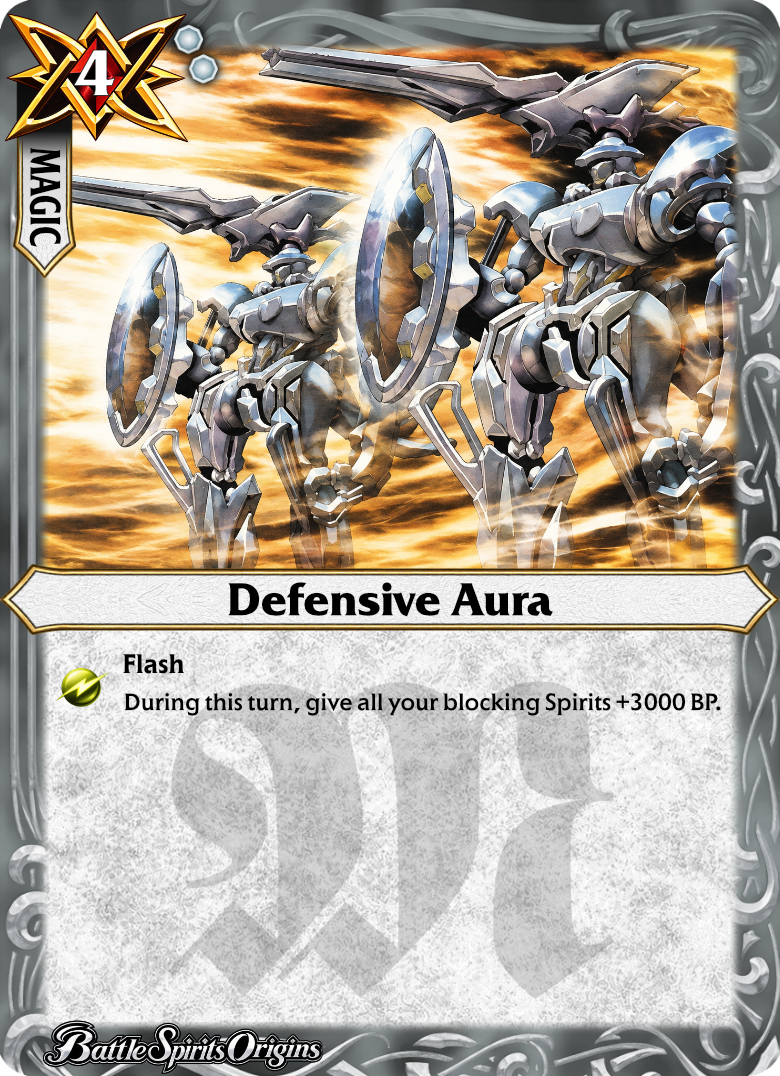 4
MAGIC
Defensive Aura
Flash
During this turn, give all your blocking Spirits +3000 BP.
Battle Spirits Origins